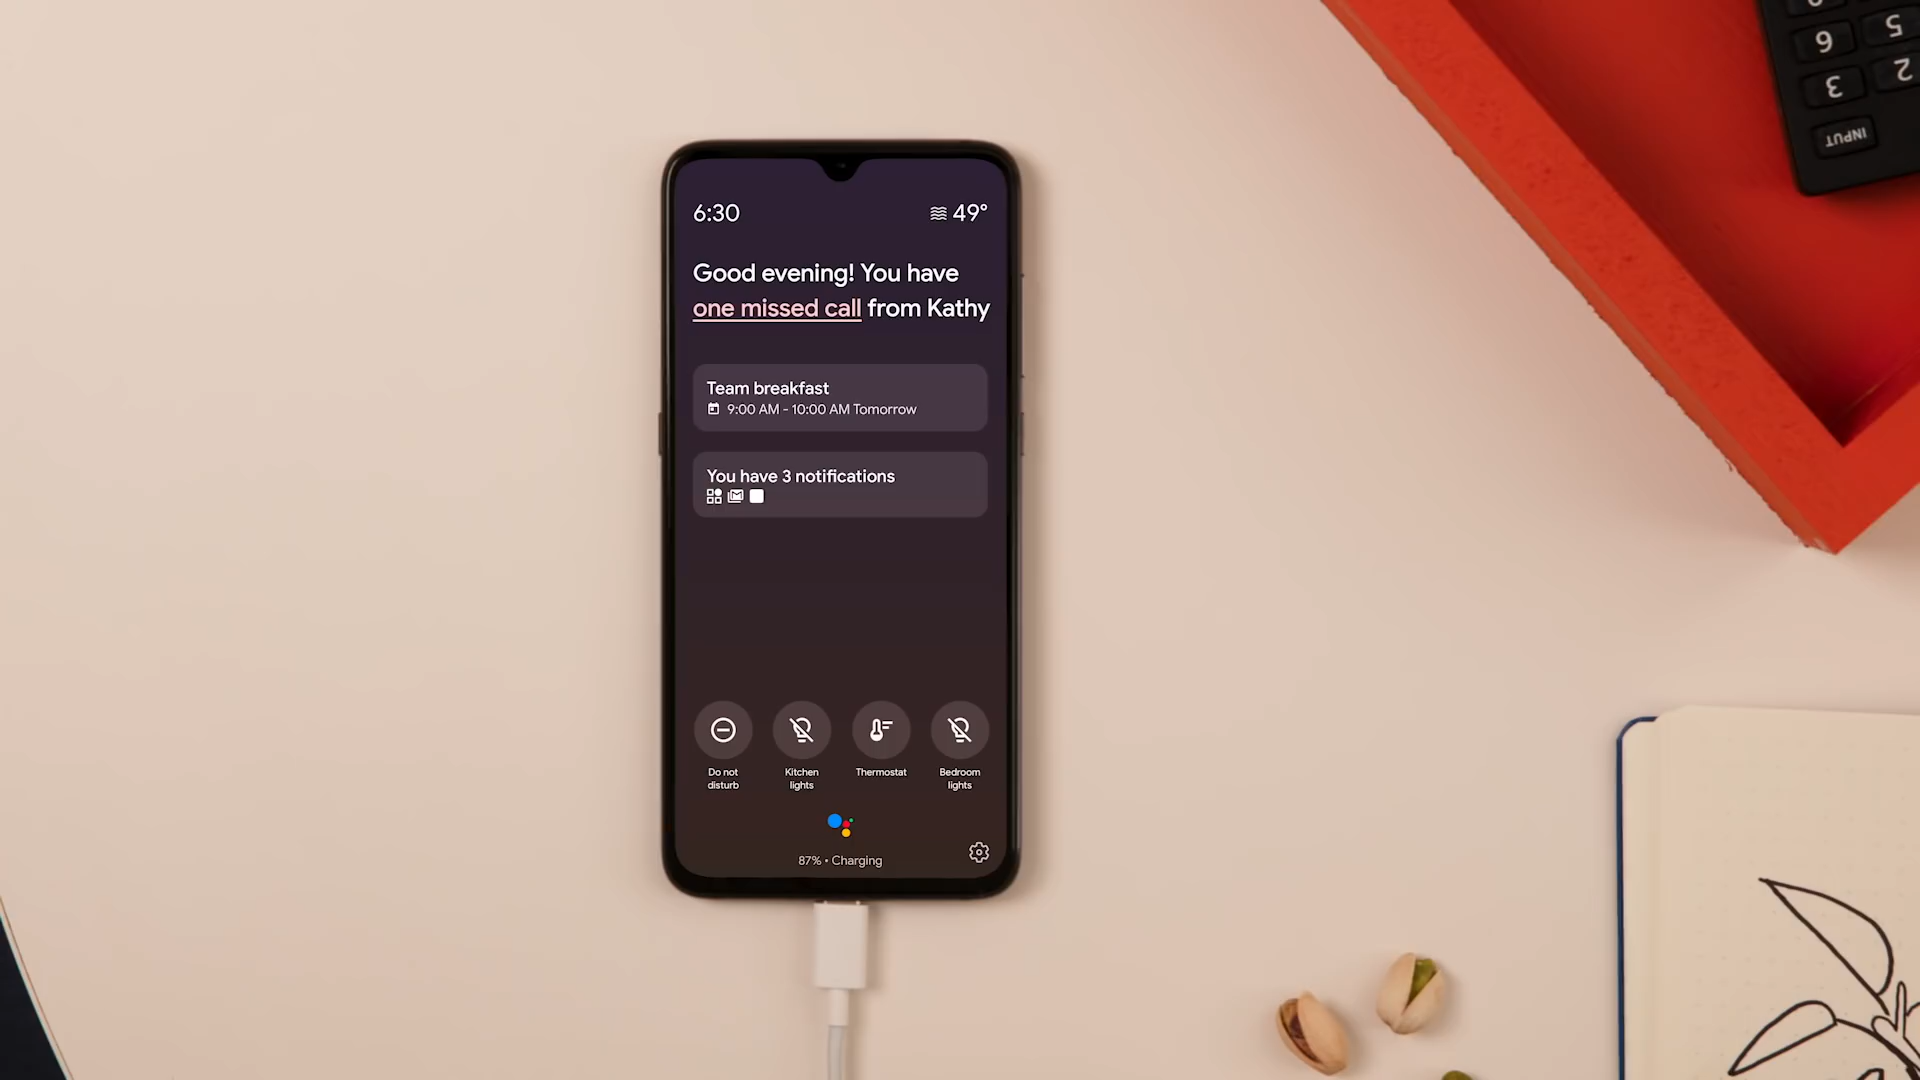 6:30
49°
Good evening! You have
one missed call from Kathy
Team breakfast
9:00 AM - 10:00 AM Tomorrow
You have 3 notifications
Do not
disturb
Kitchen
lights
Thermostat
Bedroom
lights
87% • Charging
5
6
2
3
INPUT